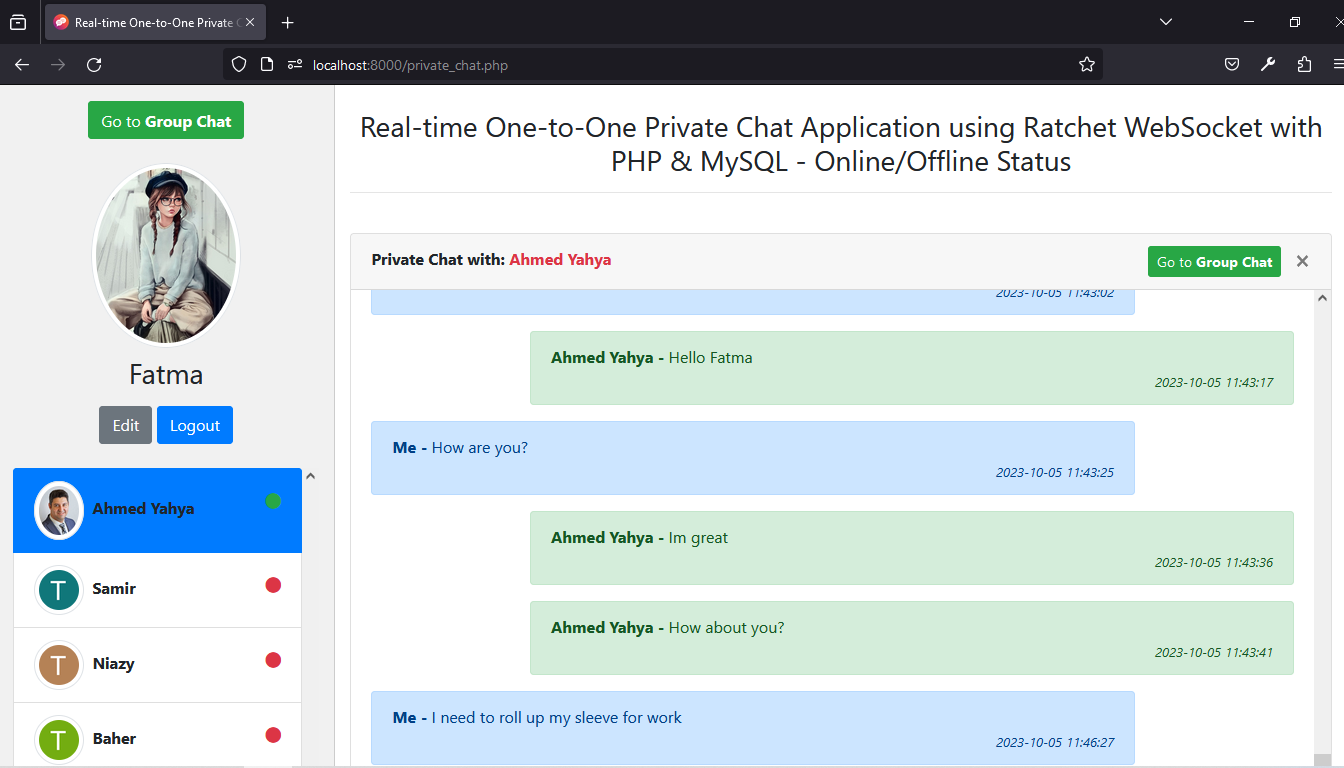 Real-time One-to-One Private C
localhost:8000/private_chat.php
Go to Group Chat
Fatma
Edit Logout
Ahmed Yahya
T Samir
T Niazy
T Baher
Real-time One-to-One Private Chat Application using Ratchet WebSocket with
PHP & MySQL - Online/Offline Status
Private Chat with: Ahmed Yahya
Go to Group Chat ×
2023-10-05 11:43:02
Ahmed Yahya - Hello Fatma
2023-10-05 11:43:17
Me - How are you?
2023-10-05 11:43:25
Ahmed Yahya - Im great
2023-10-05 11:43:36
Ahmed Yahya - How about you?
2023-10-05 11:43:41
Me - I need to roll up my sleeve for work
2023-10-05 11:46:27